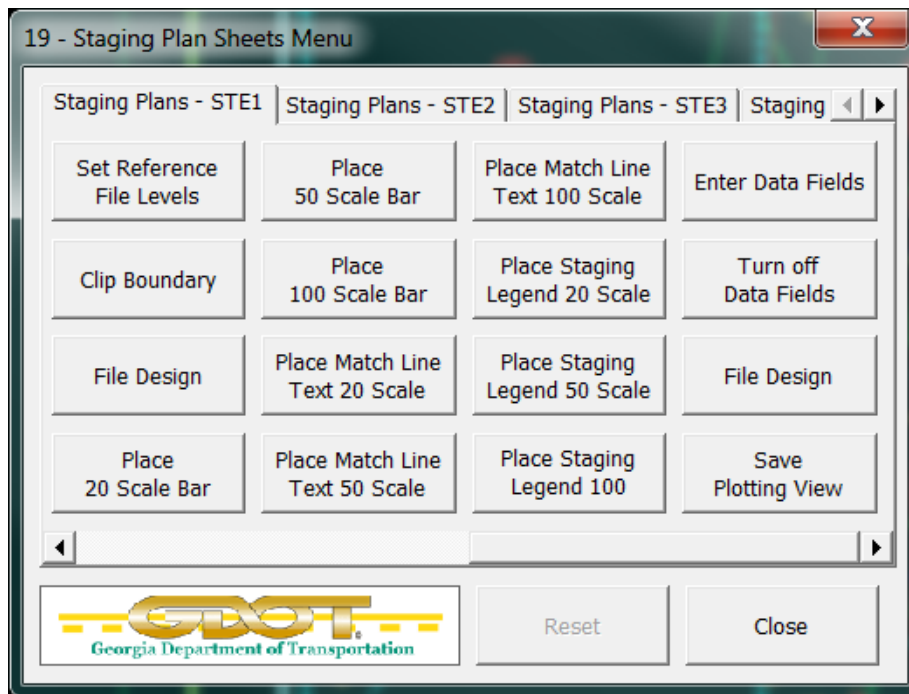 19 - Staging Plan Sheets Menu
Staging Plans - STE1
Staging Plans - STE2
Staging Plans - STE3
Staging
Set Reference
File Levels
Place
50 Scale Bar
Place Match Line
Text 100 Scale
Enter Data Fields
Clip Boundary
Place
100 Scale Bar
Place Staging
Legend 20 Scale
Turn off
Data Fields
File Design
Place Match Line
Text 20 Scale
Place Staging
Legend 50 Scale
File Design
Place
20 Scale Bar
Place Match Line
Text 50 Scale
Place Staging
Legend 100
Save
Plotting View
GDOT
Georgia Department of Transportation
Reset
Close